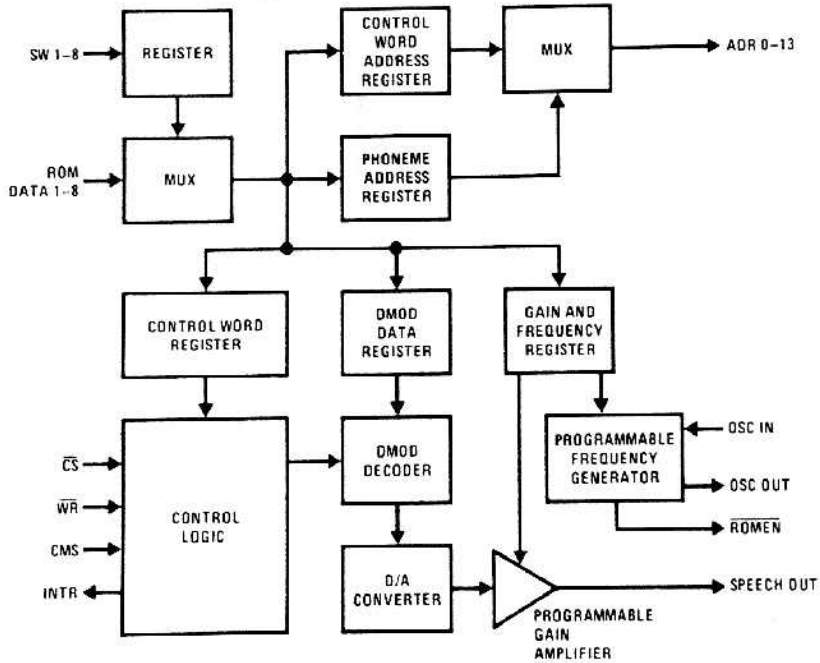 SW 1-8
REGISTER
CONTROL
WORD
ADDRESS
REGISTER
MUX
ADR 0-13
ROM
DATA 1-8
MUX
PHONEME
ADDRESS
REGISTER
CONTROL WORD
REGISTER
DMOD
DATA
REGISTER
GAIN AND
FREQUENCY
REGISTER
CS
WR
CMS
INTR
CONTROL
LOGIC
DMOD
DECODER
PROGRAMMABLE
FREQUENCY
GENERATOR
OSC IN
OSC OUT
ROMEN
D/A
CONVERTER
PROGRAMMABLE
GAIN
AMPLIFIER
SPEECH OUT